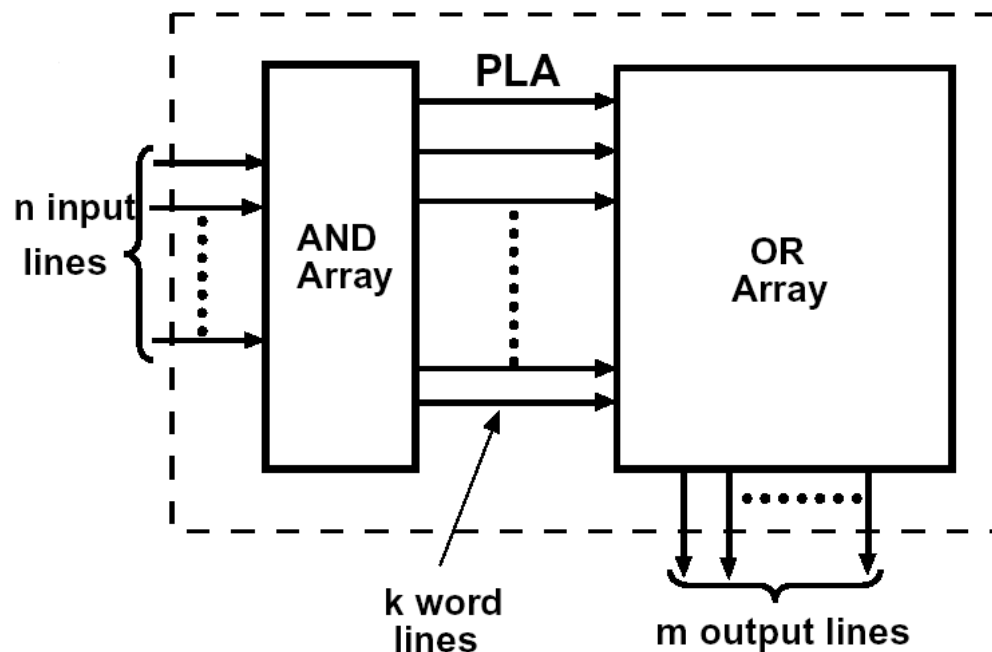 PLA
n input
lines
AND
Array
OR
Array
k word
lines
m output lines